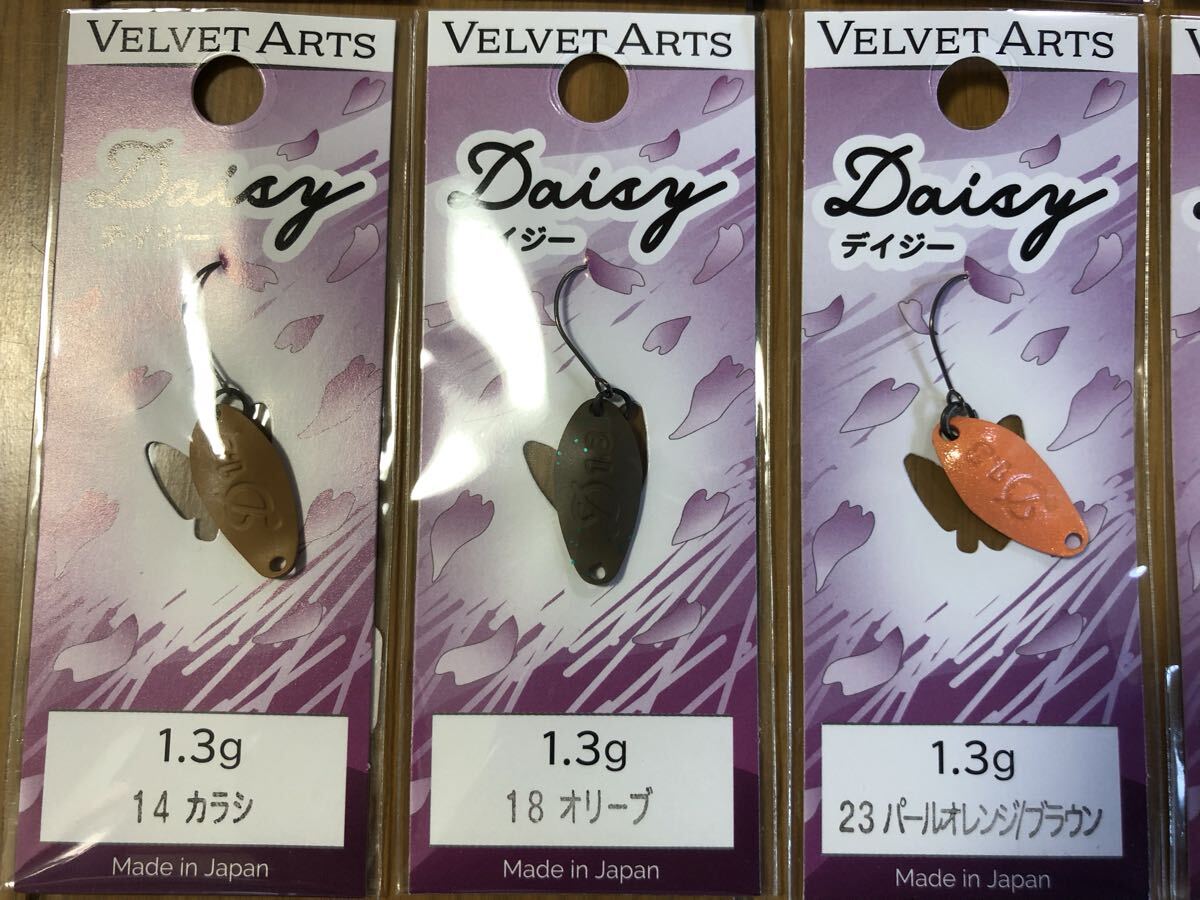 VELVET ARTS
Daisy
デイジー
1.3g
14 カラシ
Made in Japan
VELVET ARTS
Daisy
イジー
1.3g
18 オリーブ
Made in Japan
VELVET ARTS
Daisy
デイジー
1.3g
23 パールオレンジ/ブラウン
Made in Japan